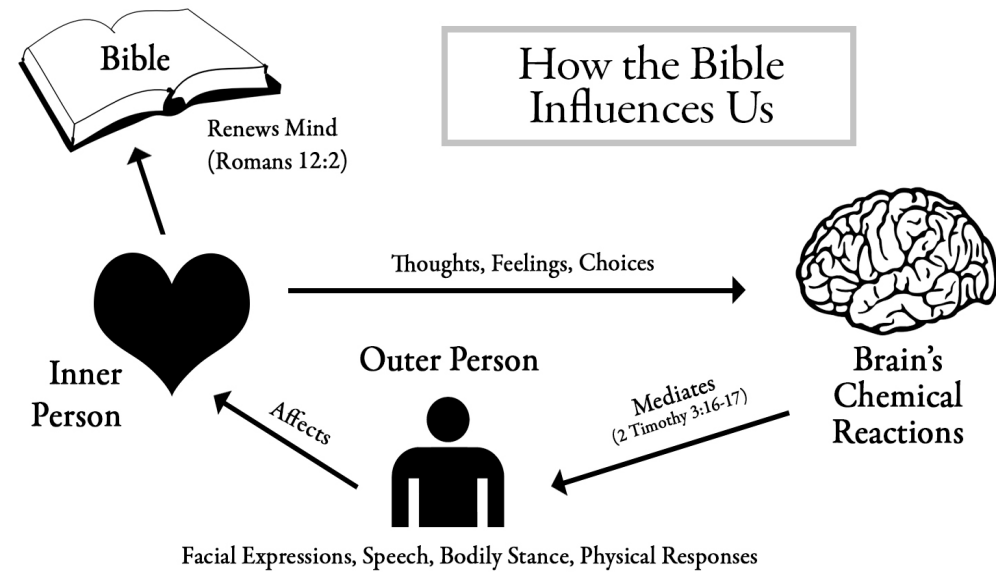 Bible
How the Bible
Influences Us
Renews Mind
(Romans 12:2)
Thoughts, Feelings, Choices
Inner
Person
Outer Person
Affects
Mediates
(2 Timothy 3:16-17)
Brain's
Chemical
Reactions
Facial Expressions, Speech, Bodily Stance, Physical Responses